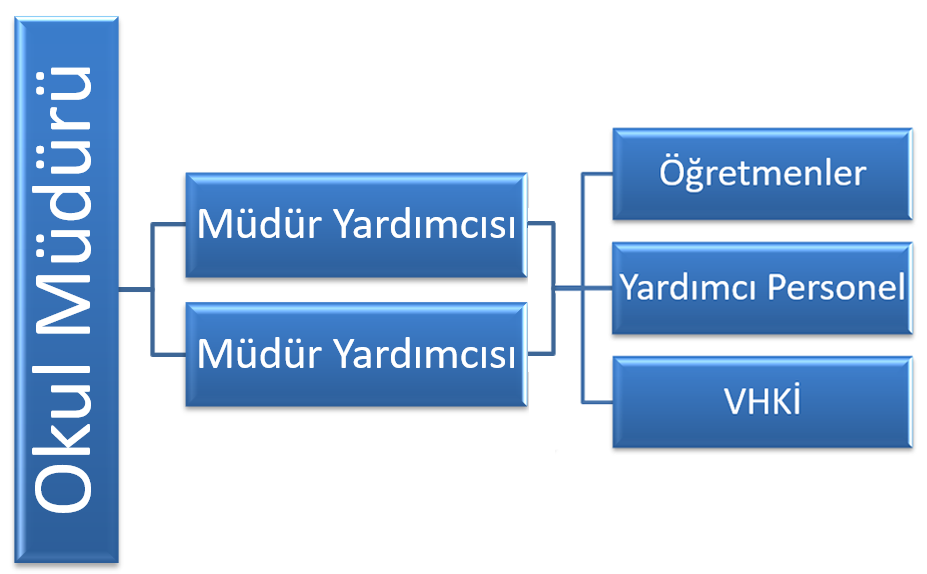 Okul Müdürü
Müdür Yardımcısı
Müdür Yardımcısı
Öğretmenler
Yardımcı Personel
VHKİ